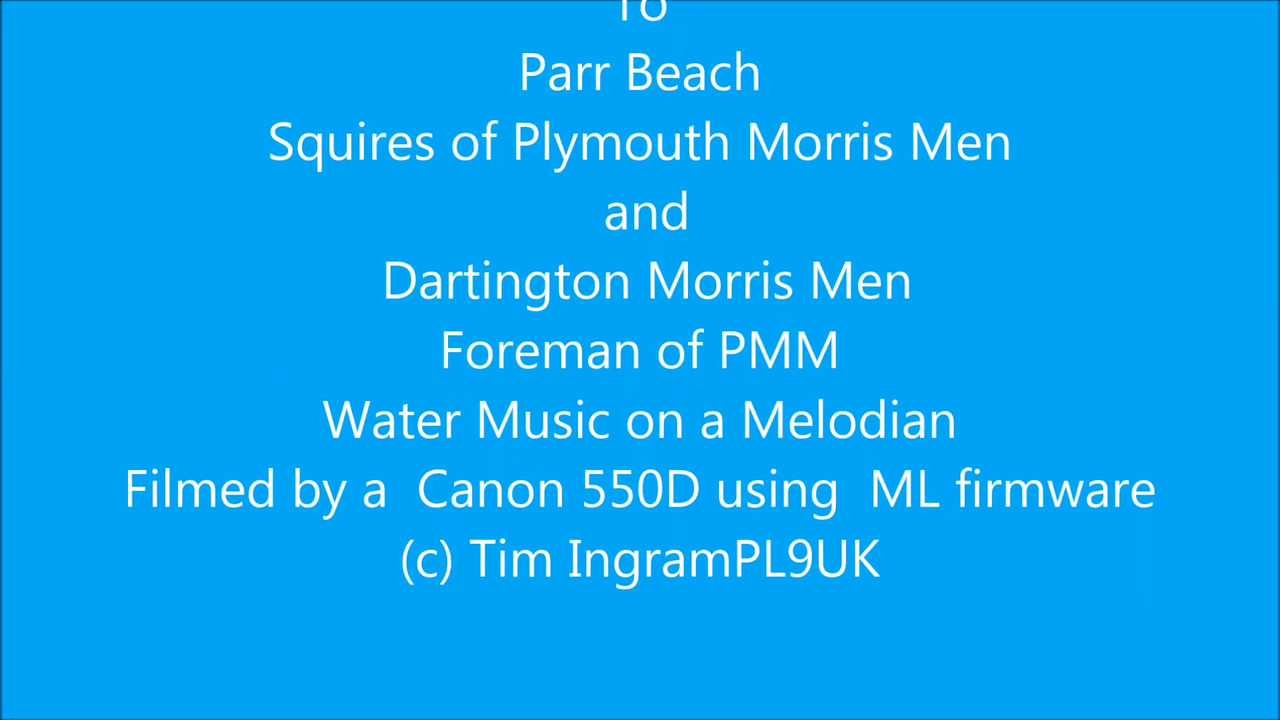 To
Parr Beach
Squires of Plymouth Morris Men
and
Dartington Morris Men
Foreman of PMM
Water Music on a Melodian
Filmed by a  Canon 550D using  ML firmware
(c) Tim IngramPL9UK